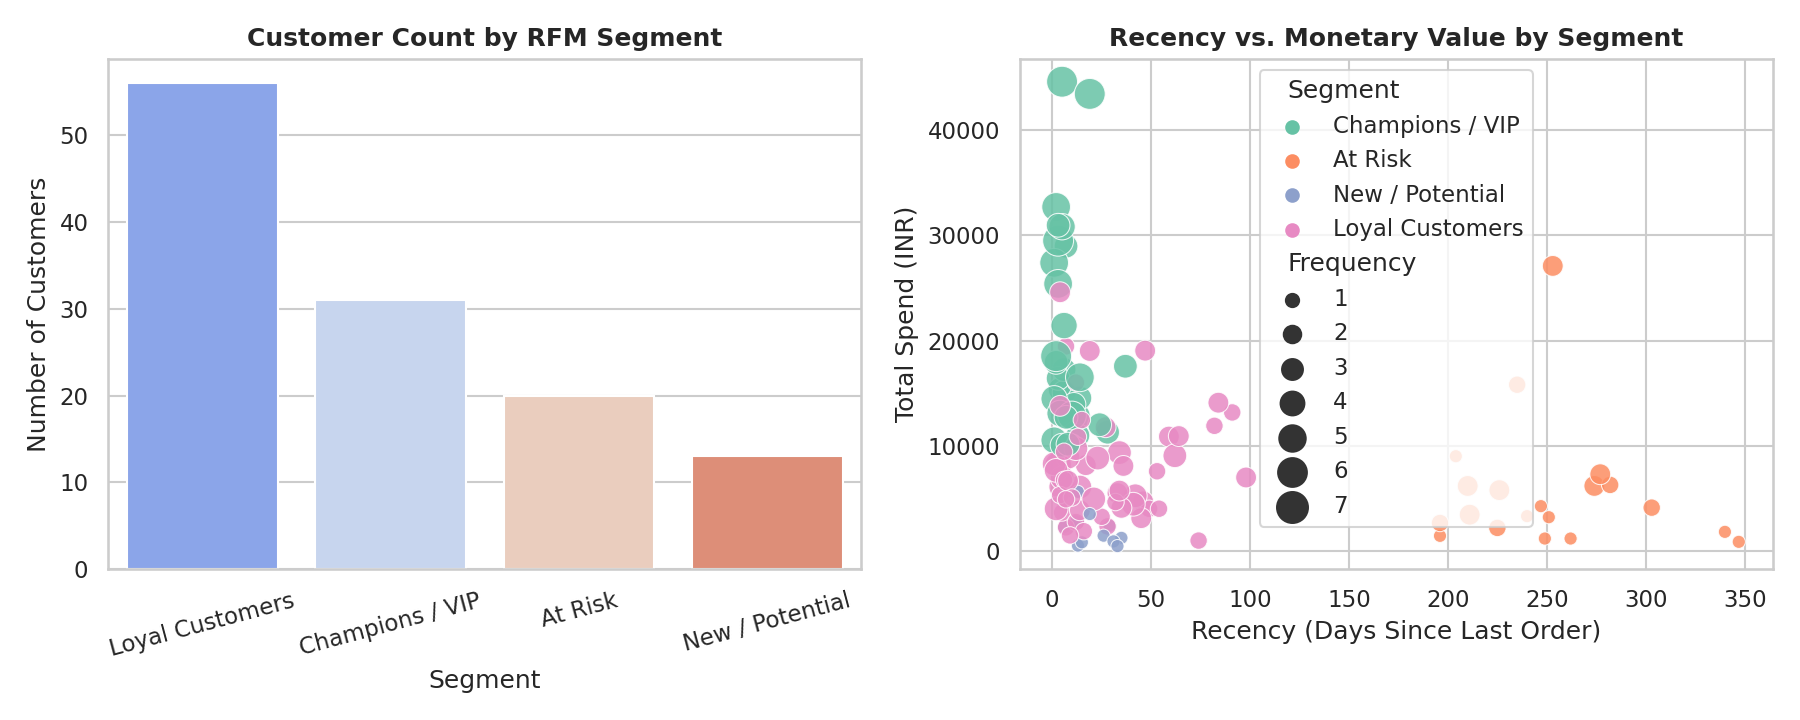 Customer Count by RFM Segment
Number of Customers
50
40
30
20
10
0
Loyal Customers
Champions / VIP
At Risk
New / Potential
Segment
Recency vs. Monetary Value by Segment
Total Spend (INR)
40000
30000
20000
10000
0
Segment
Champions / VIP
At Risk
New / Potential
Loyal Customers
Frequency
1
2
3
4
5
6
7
0
50
100
150
200
250
300
350
Recency (Days Since Last Order)